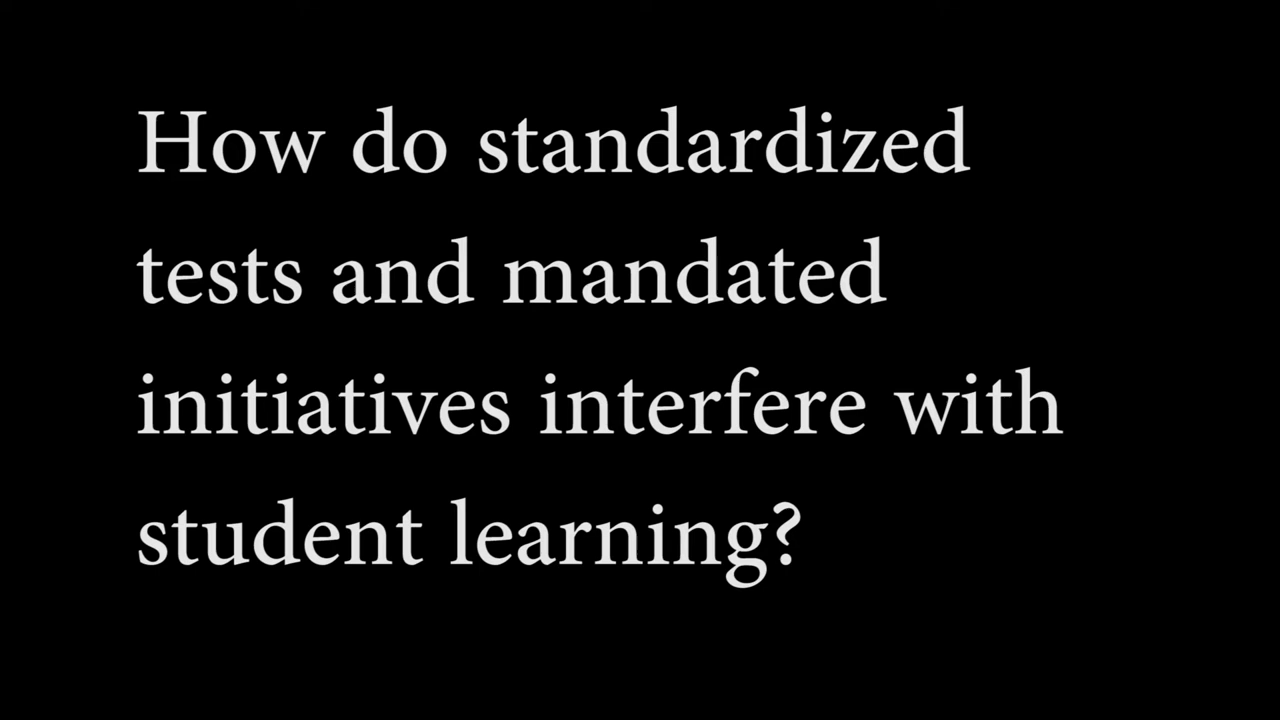 How do standardized
tests and mandated
initiatives interfere with
student learning?